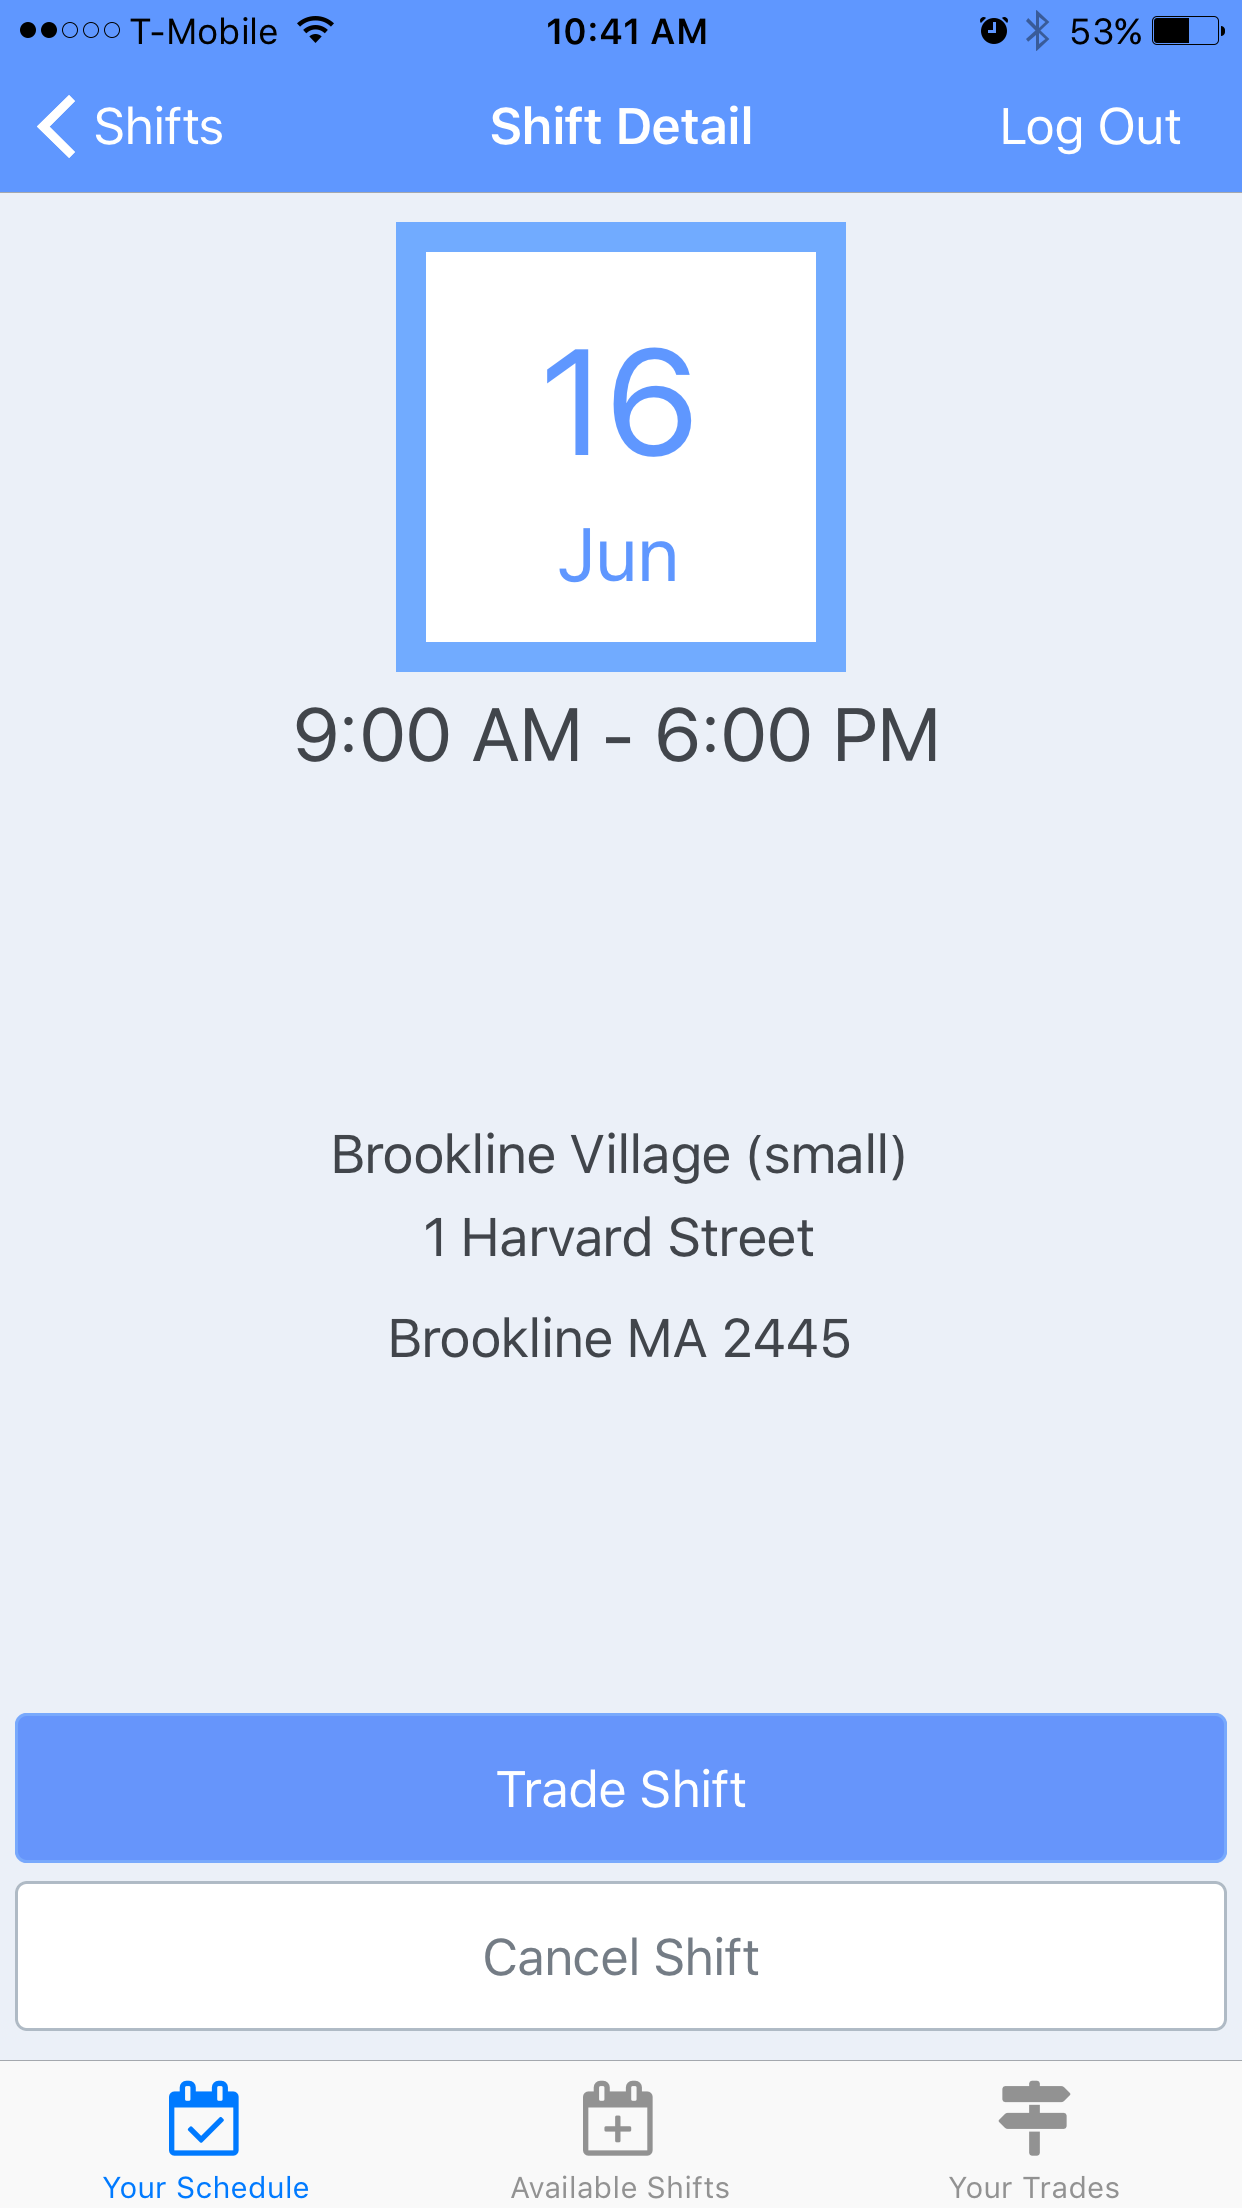 T-Mobile 10:41 AM 53%
Shifts Shift Detail Log Out
16
Jun
9:00 AM - 6:00 PM
Brookline Village (small)
1 Harvard Street
Brookline MA 2445
Trade Shift
Cancel Shift
Your Schedule Available Shifts Your Trades